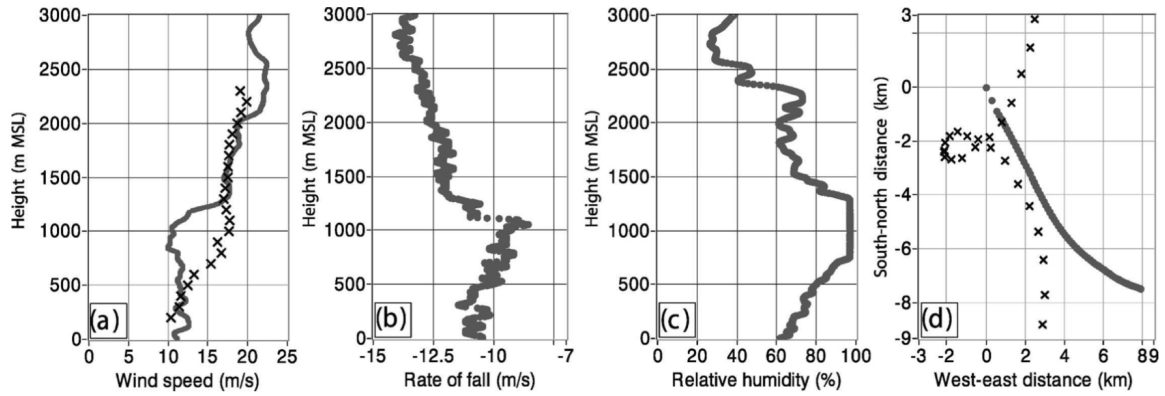 3000
2500
2000
1500
1000
500
0
Height (m MSL)
(a)
0 5 10 15 20 25
Wind speed (m/s)
3000
2500
2000
1500
1000
500
0
Height (m MSL)
(b)
-15 -12.5 -10 -7
Rate of fall (m/s)
3000
2500
2000
1500
1000
500
0
Height (m MSL)
(c)
0 20 40 60 80 100
Relative humidity (%)
3
0
-2
-4
-6
-8
-9
South-north distance (km)
(d)
-3 -2 0 2 4 6 8 9
West-east distance (km)